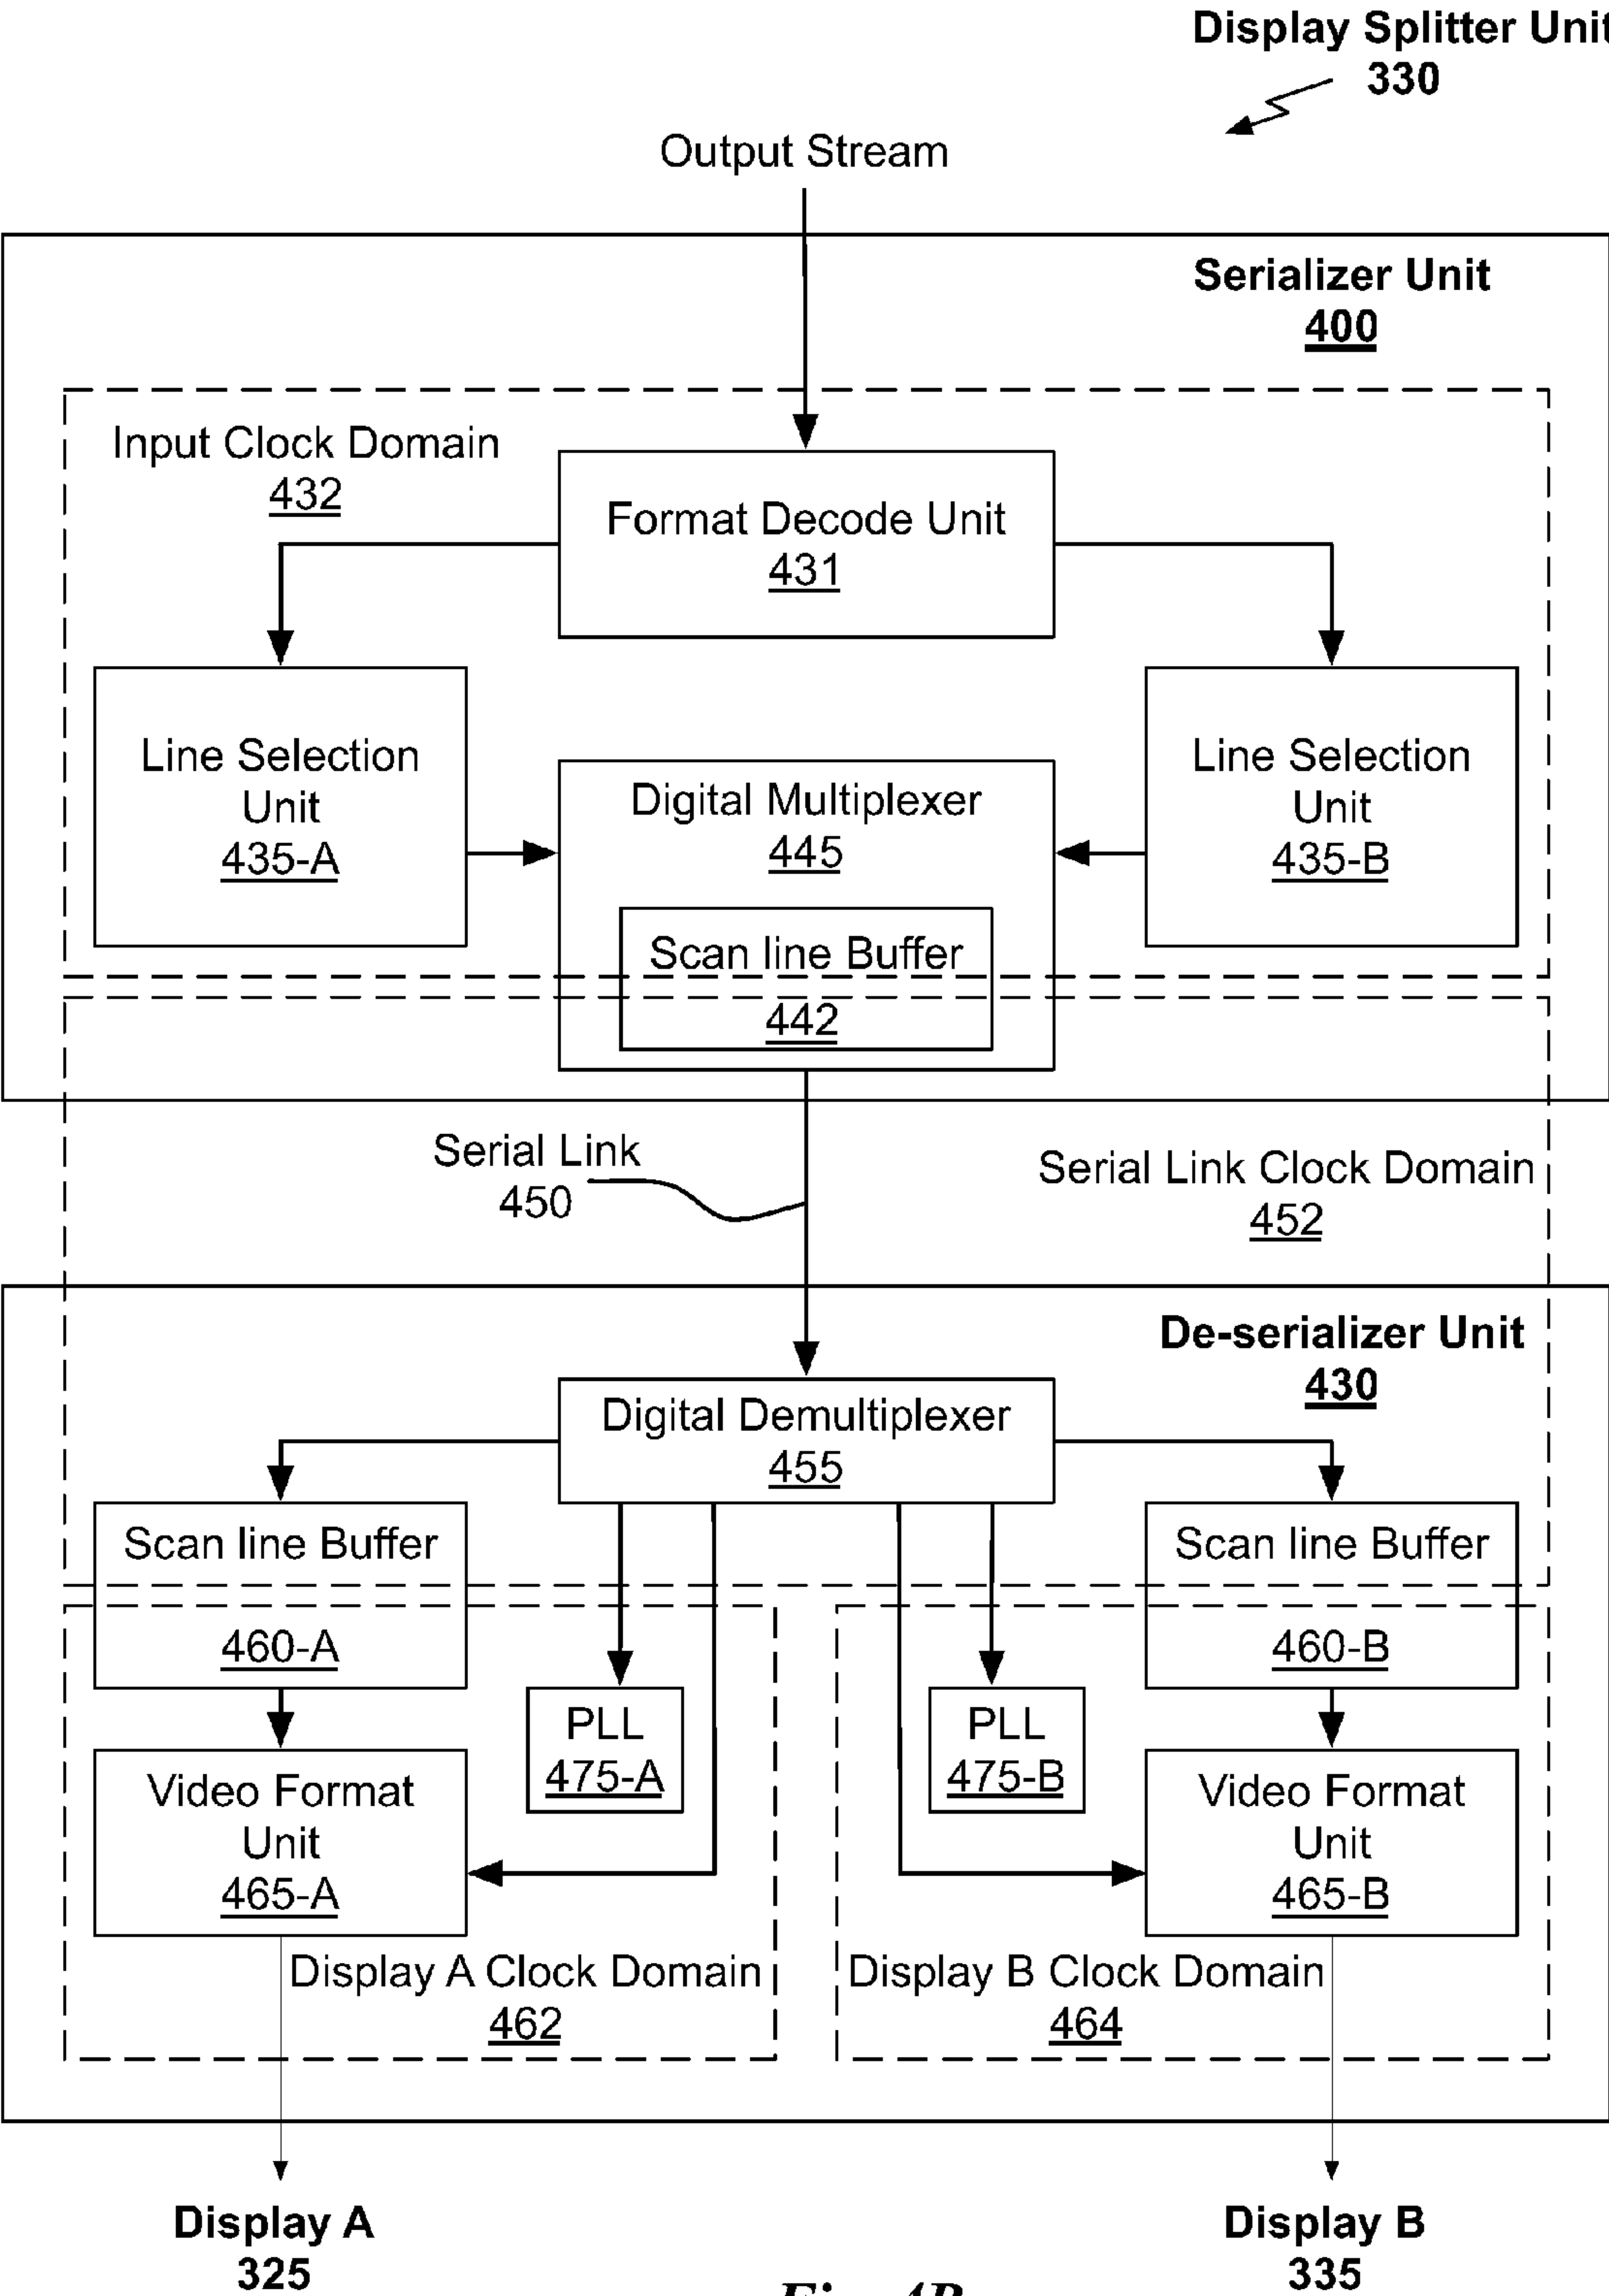 Display Splitter Unit
330
Output Stream
Serializer Unit
400
Input Clock Domain
432
Format Decode Unit
431
Line Selection
Unit
435-A
Digital Multiplexer
445
Line Selection
Unit
435-B
Scan line Buffer
442
Serial Link
450
Serial Link Clock Domain
452
De-serializer Unit
430
Digital Demultiplexer
455
Scan line Buffer
460-A
Scan line Buffer
460-B
PLL
475-A
PLL
475-B
Video Format
Unit
465-A
Video Format
Unit
465-B
Display A Clock Domain
462
Display B Clock Domain
464
Display A
325
Display B
335